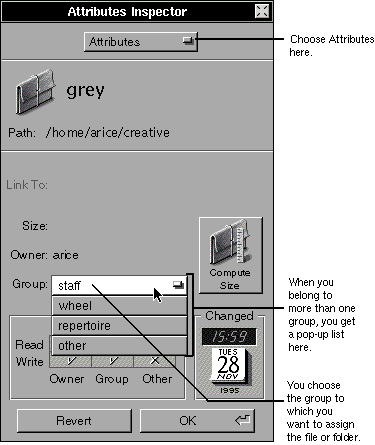 Attributes Inspector
Attributes
Choose Attributes
here.
grey
Path: /home/arice/creative
Link To:
Size:
Owner: arice
Compute
Size
Group: staff
wheel
repertoire
other
When you
belong to
more than one
group, you get
a pop-up list
here.
Changed
15:59
TUES
28
NOV
1995
Read
Write
Owner Group Other
You choose
the group to
which you
want to assign
the file or folder.
Revert
OK